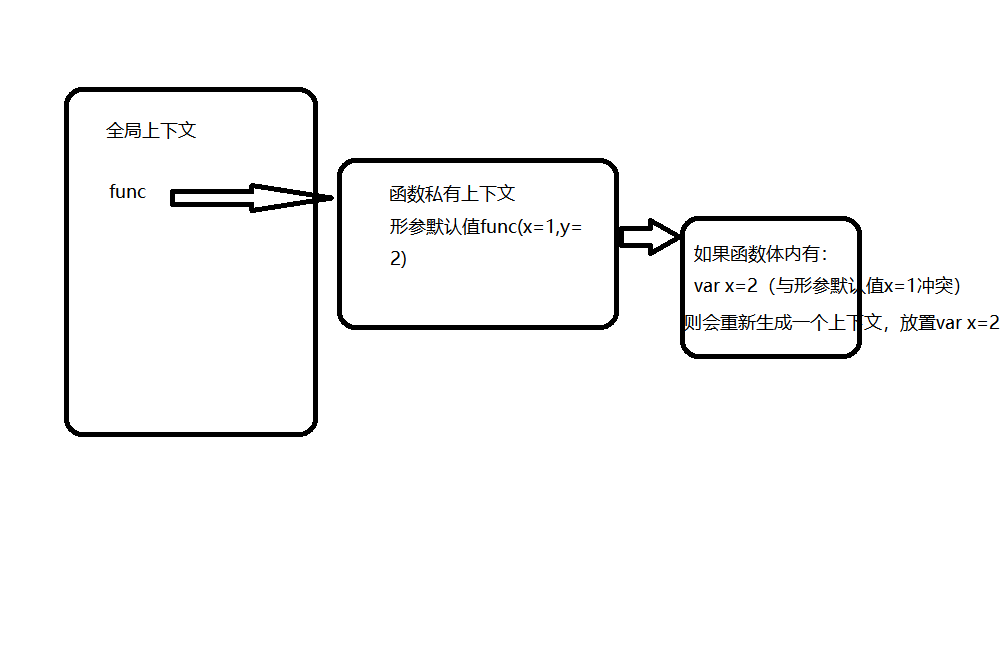 全局上下文
func
函数私有上下文
形参默认值func(x=1,y=
2)
如果函数体内有：
var x=2（与形参默认值x=1冲突）
则会重新生成一个上下文，放置var x=2